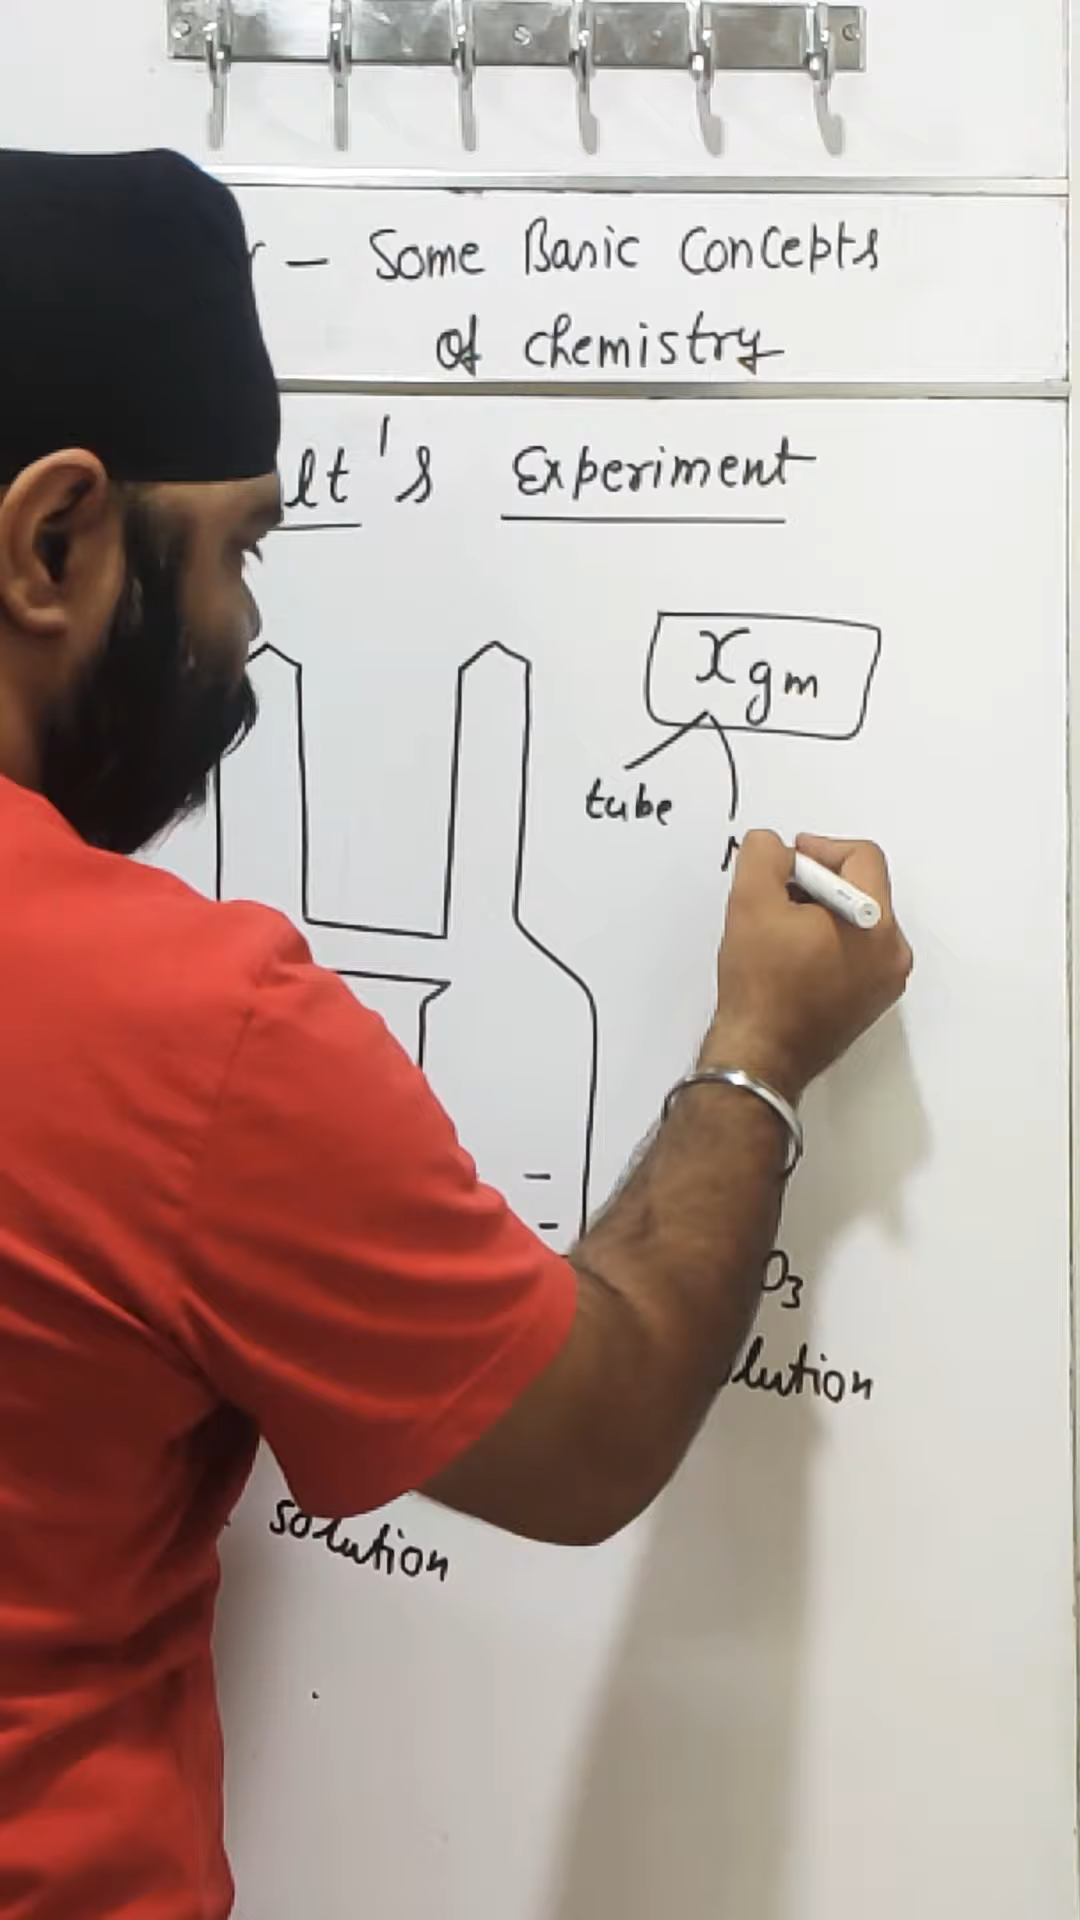 – Some Basic Concepts
of chemistry
lt's Experiment
X gm
tube
O3
lution
solution